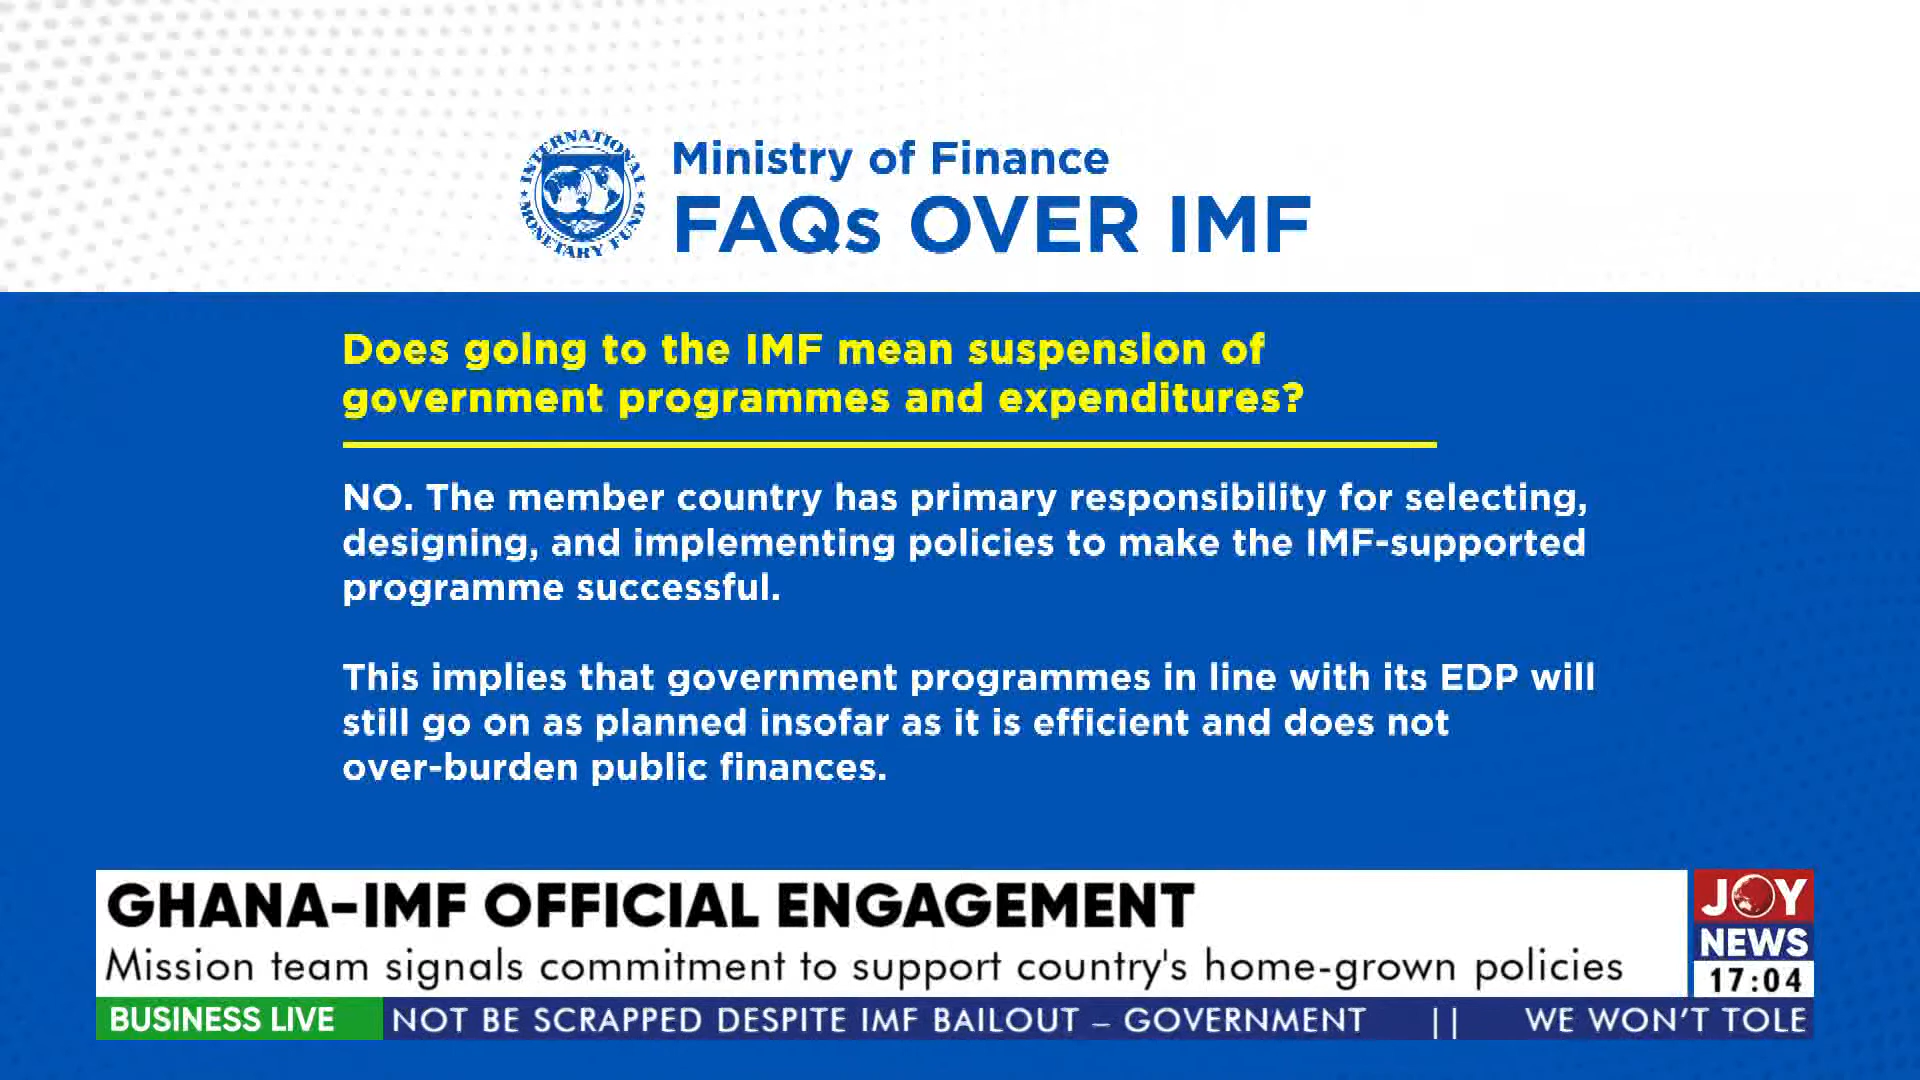 INTERNATIONAL MONETARY FUND
Ministry of Finance
FAQs OVER IMF
Does going to the IMF mean suspension of
government programmes and expenditures?
NO. The member country has primary responsibility for selecting,
designing, and implementing policies to make the IMF-supported
programme successful.
This implies that government programmes in line with its EDP will
still go on as planned insofar as it is efficient and does not
over-burden public finances.
GHANA-IMF OFFICIAL ENGAGEMENT
Mission team signals commitment to support country's home-grown policies
JOY
NEWS
17:04
BUSINESS LIVE
NOT BE SCRAPPED DESPITE IMF BAILOUT – GOVERNMENT || WE WON'T TOLE